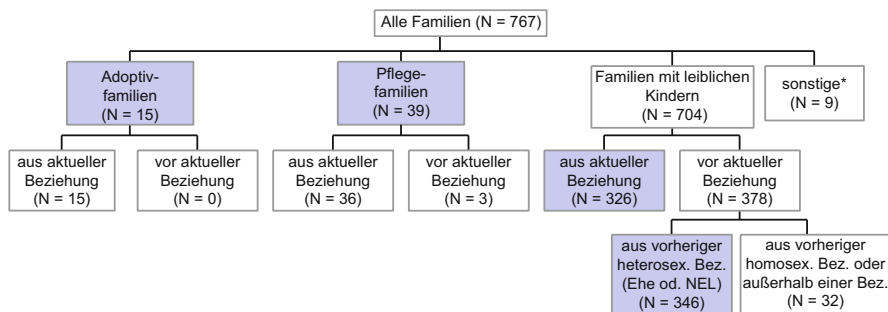 Alle Familien (N = 767)
Adoptiv-
familien
(N = 15)
Pflege-
familien
(N = 39)
Familien mit leiblichen
Kindern
(N = 704)
sonstige*
(N = 9)
aus aktueller
Beziehung
(N = 15)
vor aktueller
Beziehung
(N = 0)
aus aktueller
Beziehung
(N = 36)
vor aktueller
Beziehung
(N = 3)
aus aktueller
Beziehung
(N = 326)
vor aktueller
Beziehung
(N = 378)
aus vorheriger
heterosex. Bez.
(Ehe od. NEL)
(N = 346)
aus vorheriger
homosex. Bez. oder
außerhalb einer Bez.
(N = 32)